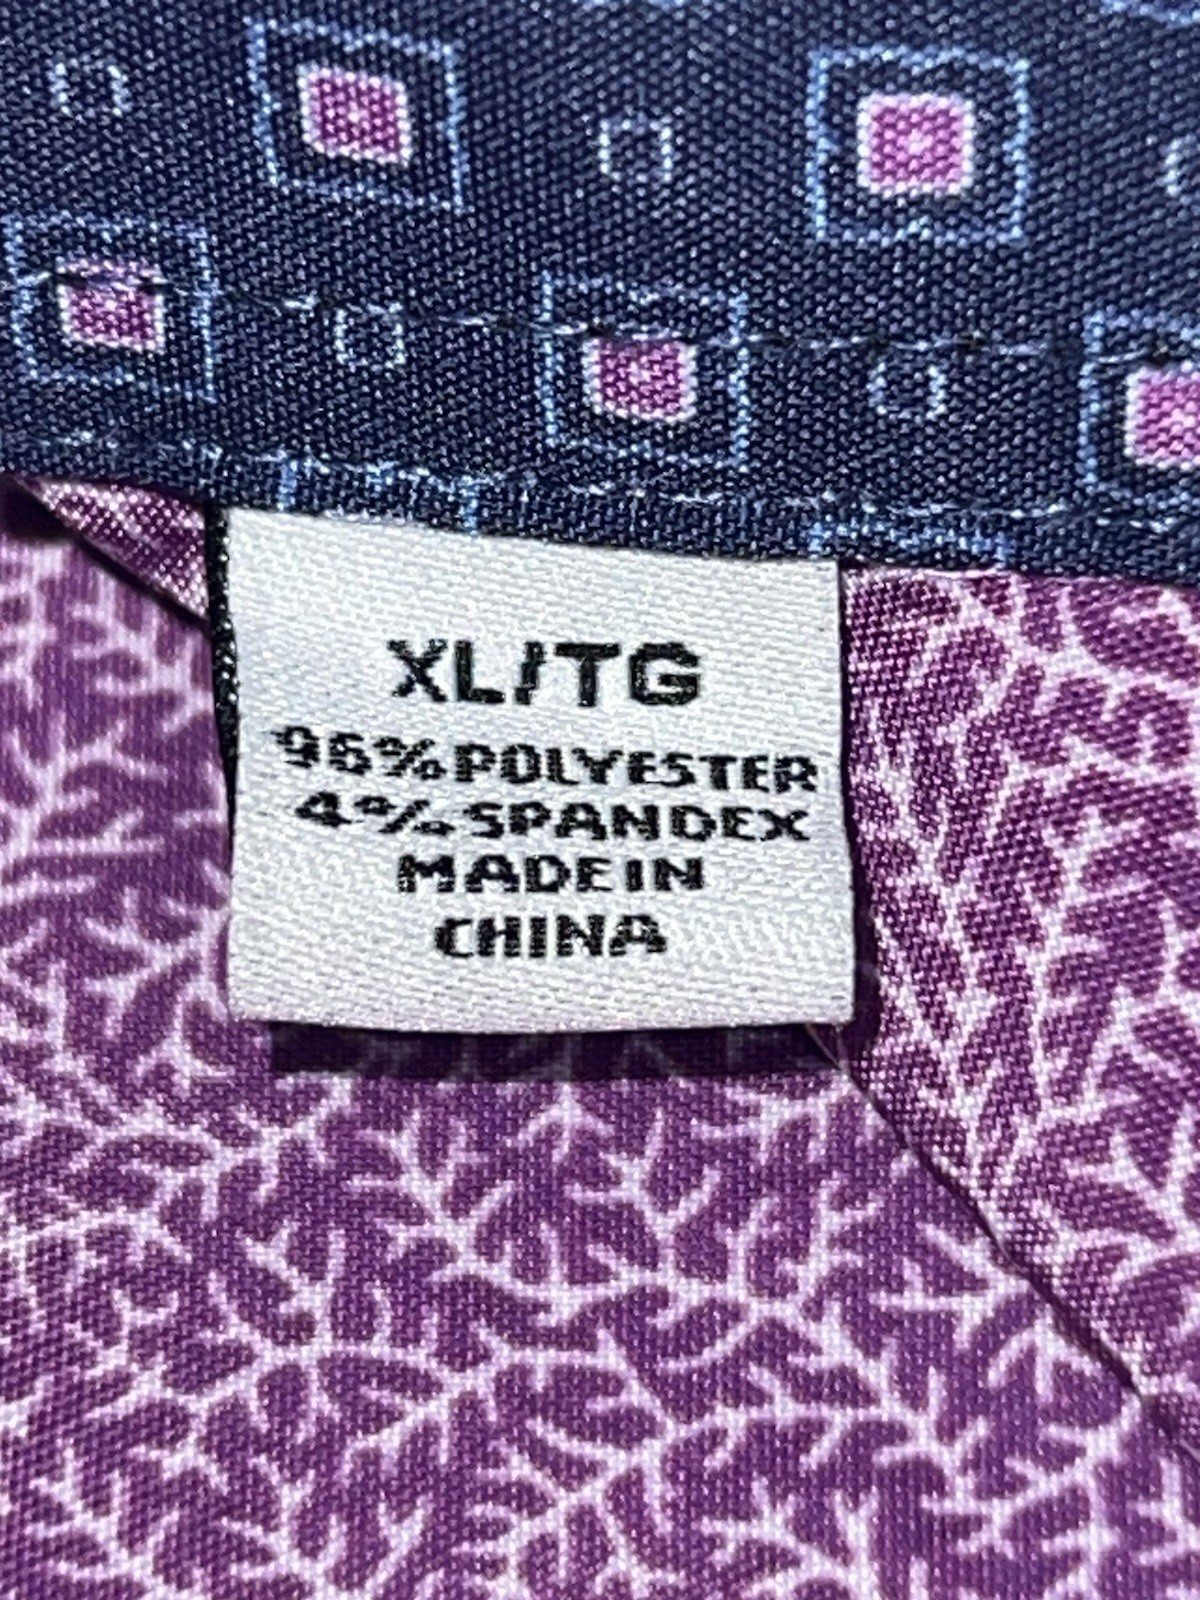 XL/TG
96% POLYESTER
4% SPANDEX
MADE IN
CHINA